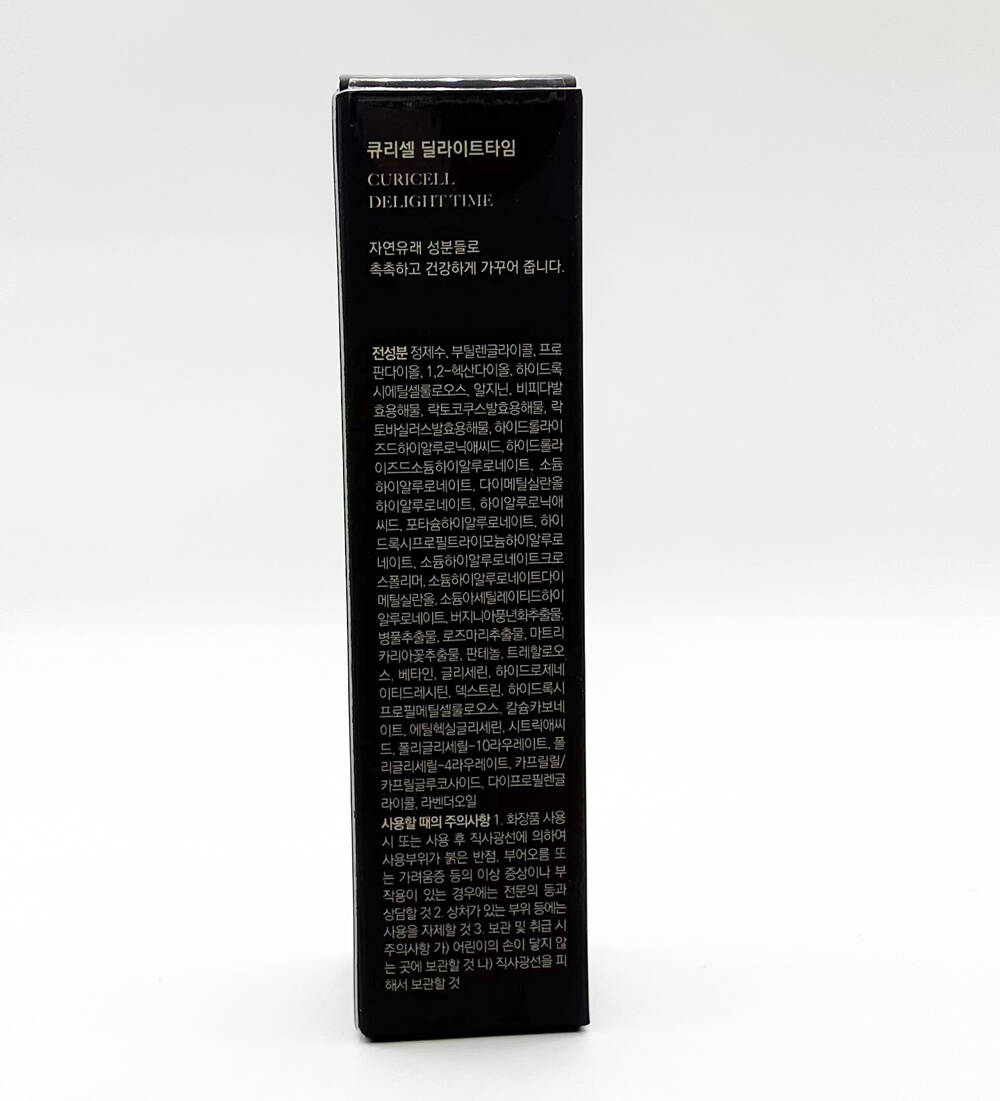 큐리셀 딜라이트타임
CURICELL
DELIGHT TIME
자연유래 성분들로
촉촉하고 건강하게 가꾸어 줍니다.
전성분 정제수, 부틸렌글라이콜, 프로
판다이올, 1,2-헥산다이올, 하이드록
시에틸셀룰로오스, 알지닌, 비피다발
효용해물, 락토코쿠스발효용해물, 락
토바실러스발효용해물, 하이드롤라이
즈드하이알루로닉애씨드, 하이드롤라
이즈드소듐하이알루로네이트, 소듐
하이알루로네이트, 다이메틸실란올
하이알루로네이트, 하이알루로닉애
씨드, 포타슘하이알루로네이트, 하이
드록시프로필트라이모늄하이알루로
네이트, 소듐하이알루로네이트크로
스폴리머, 소듐하이알루로네이트다이
메틸실란올, 소듐아세틸레이티드하이
알루로네이트, 버지니아풍년화추출물,
병풀추출물, 로즈마리추출물, 마트리
카리아꽃추출물, 판테놀, 트레할로오
스, 베타인, 글리세린, 하이드로제네
이티드레시틴, 덱스트린, 하이드록시
프로필메틸셀룰로오스, 칼슘카보네
이트, 에틸헥실글리세린, 시트릭애씨
드, 폴리글리세릴-10라우레이트, 폴
리글리세릴-4라우레이트, 카프릴릴/
카프릴글루코사이드, 다이프로필렌글
라이콜, 라벤더오일
사용할 때의 주의사항 1. 화장품 사용
시 또는 사용 후 직사광선에 의하여
사용부위가 붉은 반점, 부어오름 또
는 가려움증 등의 이상 증상이나 부
작용이 있는 경우에는 전문의 등과
상담할 것 2. 상처가 있는 부위 등에는
사용을 자제할 것 3. 보관 및 취급 시
주의사항 가) 어린이의 손이 닿지 않
는 곳에 보관할 것 나) 직사광선을 피
해서 보관할 것